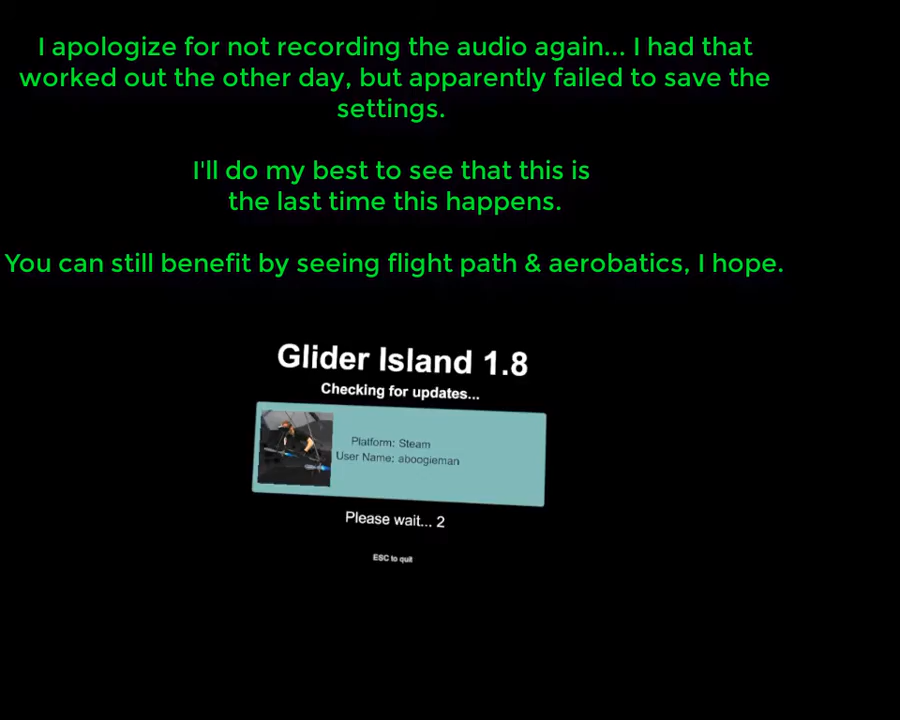 I apologize for not recording the audio again... I had that
worked out the other day, but apparently failed to save the
settings.
I'll do my best to see that this is
the last time this happens.
You can still benefit by seeing flight path & aerobatics, I hope.
Glider Island 1.8
Checking for updates...
Platform: Steam
User Name: aboogieman
Please wait... 2
ESC to quit